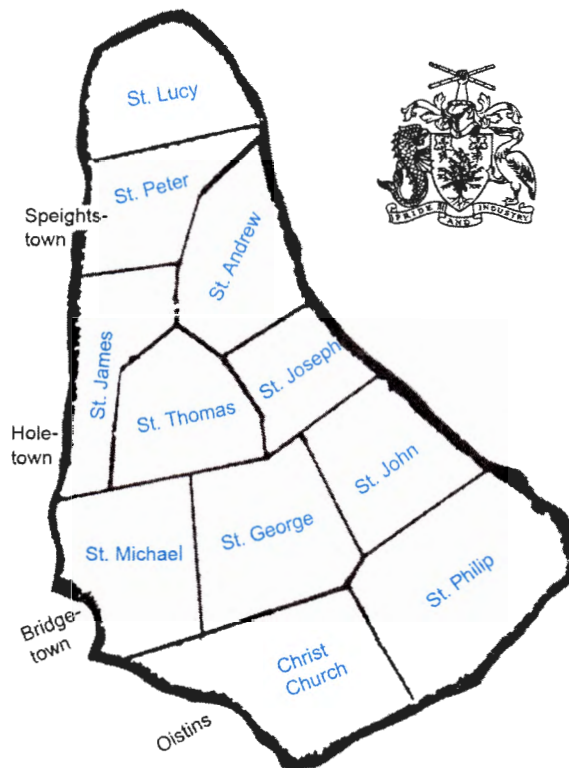 St. Lucy
St. Peter
Speights-
town
St. Andrew
PRIDE AND INDUSTRY
St. James
St. Joseph
St. Thomas
Hole-
town
St. John
St. George
St. Michael
St. Philip
Bridge-
town
Christ
Church
Oistins